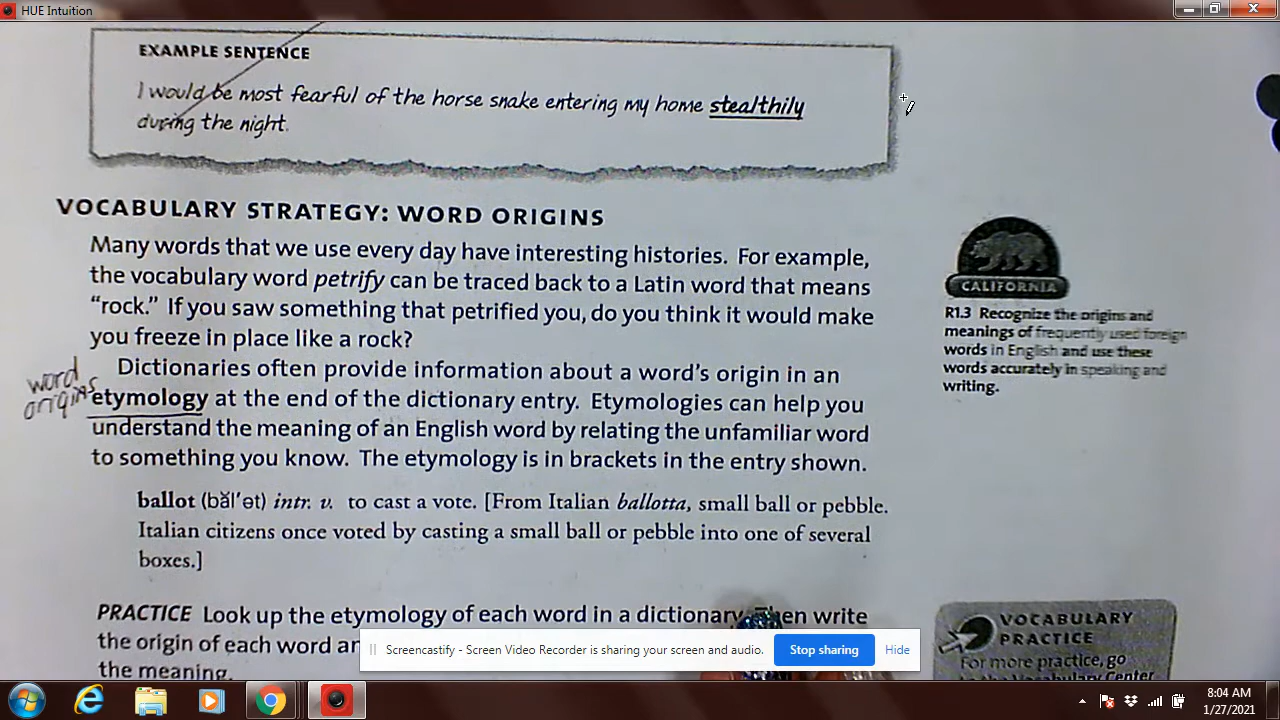 HUE Intuition
EXAMPLE SENTENCE
I would be most fearful of the horse snake entering my home stealthily
during the night.
VOCABULARY STRATEGY: WORD ORIGINS
Many words that we use every day have interesting histories. For example,
the vocabulary word petrify can be traced back to a Latin word that means
“rock.” If you saw something that petrified you, do you think it would make
you freeze in place like a rock?
Dictionaries often provide information about a word’s origin in an
word
origins
etymology at the end of the dictionary entry. Etymologies can help you
understand the meaning of an English word by relating the unfamiliar word
to something you know. The etymology is in brackets in the entry shown.
ballot (băl′ət) intr. v. to cast a vote. [From Italian ballotta, small ball or pebble.
Italian citizens once voted by casting a small ball or pebble into one of several
boxes.]
PRACTICE Look up the etymology of each word in a dictionary. Then write
the origin of each word
the meaning.
CALIFORNIA
R1.3 Recognize the origins and
meanings of frequently used foreign
words in English and use these
words accurately in speaking and
writing.
VOCABULARY
PRACTICE
For more practice, go
to the Vocabulary Center
Screencastify - Screen Video Recorder is sharing your screen and audio.
Stop sharing
Hide
8:04 AM
1/27/2021